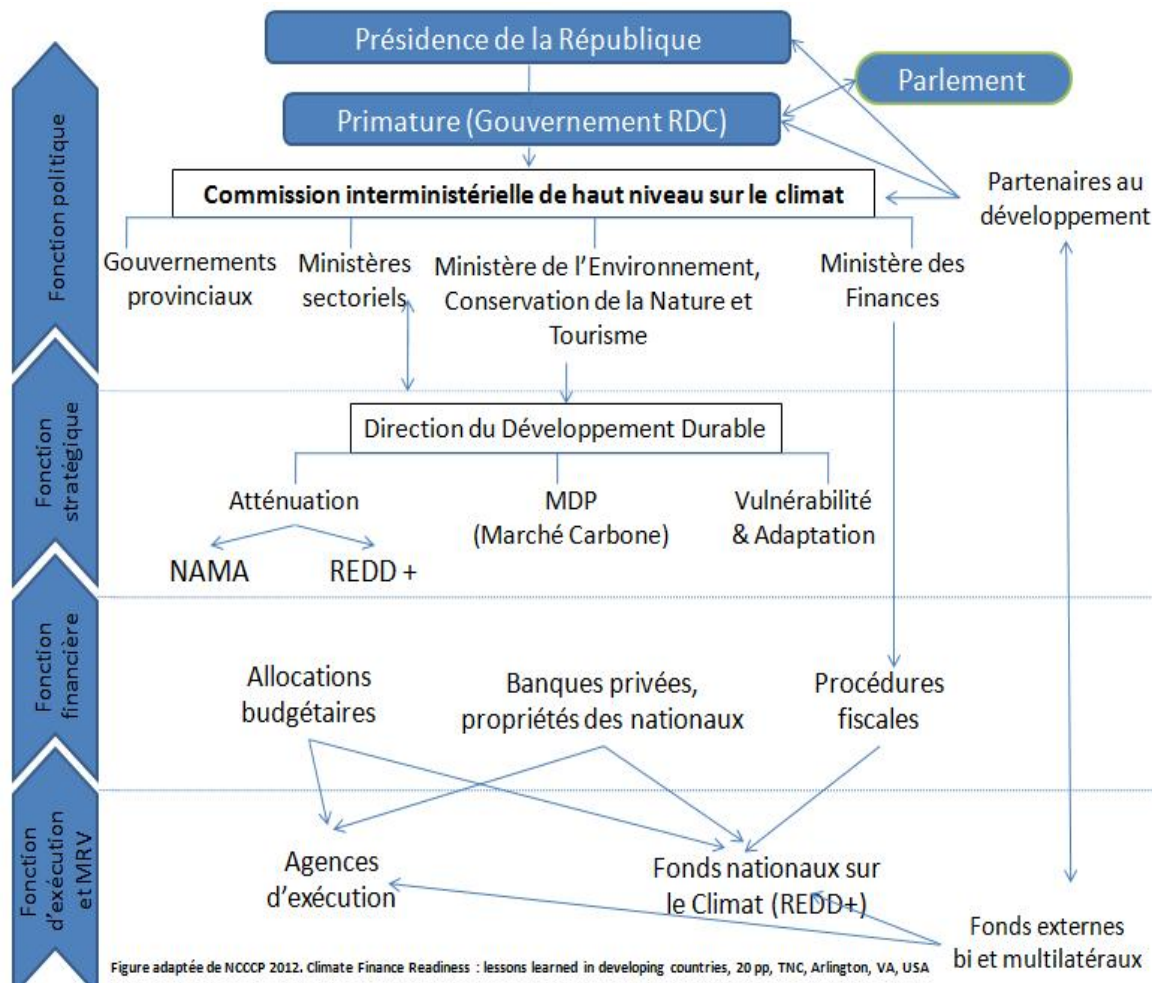 Présidence de la République
Parlement
Primature (Gouvernement RDC)
Commission interministérielle de haut niveau sur le climat
Partenaires au
développement
Fonction politique
Gouvernements
provinciaux
Ministères
sectoriels
Ministère de l'Environnement,
Conservation de la Nature et
Tourisme
Ministère des
Finances
Fonction
stratégique
Direction du Développement Durable
Atténuation
MDP
(Marché Carbone)
Vulnérabilité
& Adaptation
NAMA
REDD +
Fonction
financière
Allocations
budgétaires
Banques privées,
propriétés des nationaux
Procédures
fiscales
Fonction
d'exécution
et MRV
Agences
d'exécution
Fonds nationaux sur
le Climat (REDD+)
Fonds externes
bi et multilatéraux
Figure adaptée de NCCCP 2012. Climate Finance Readiness : lessons learned in developing countries, 20 pp, TNC, Arlington, VA, USA